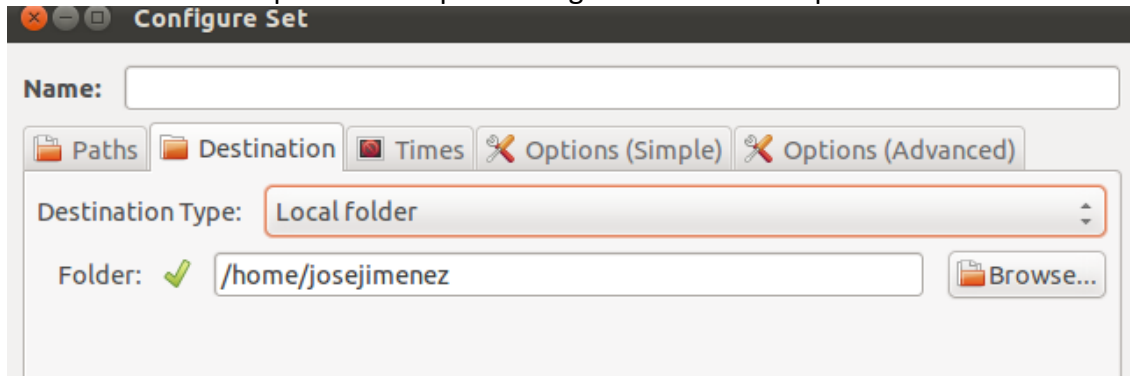 Configure Set
Name:
Paths Destination Times Options (Simple) Options (Advanced)
Destination Type: Local folder
Folder: /home/josejimenez Browse...